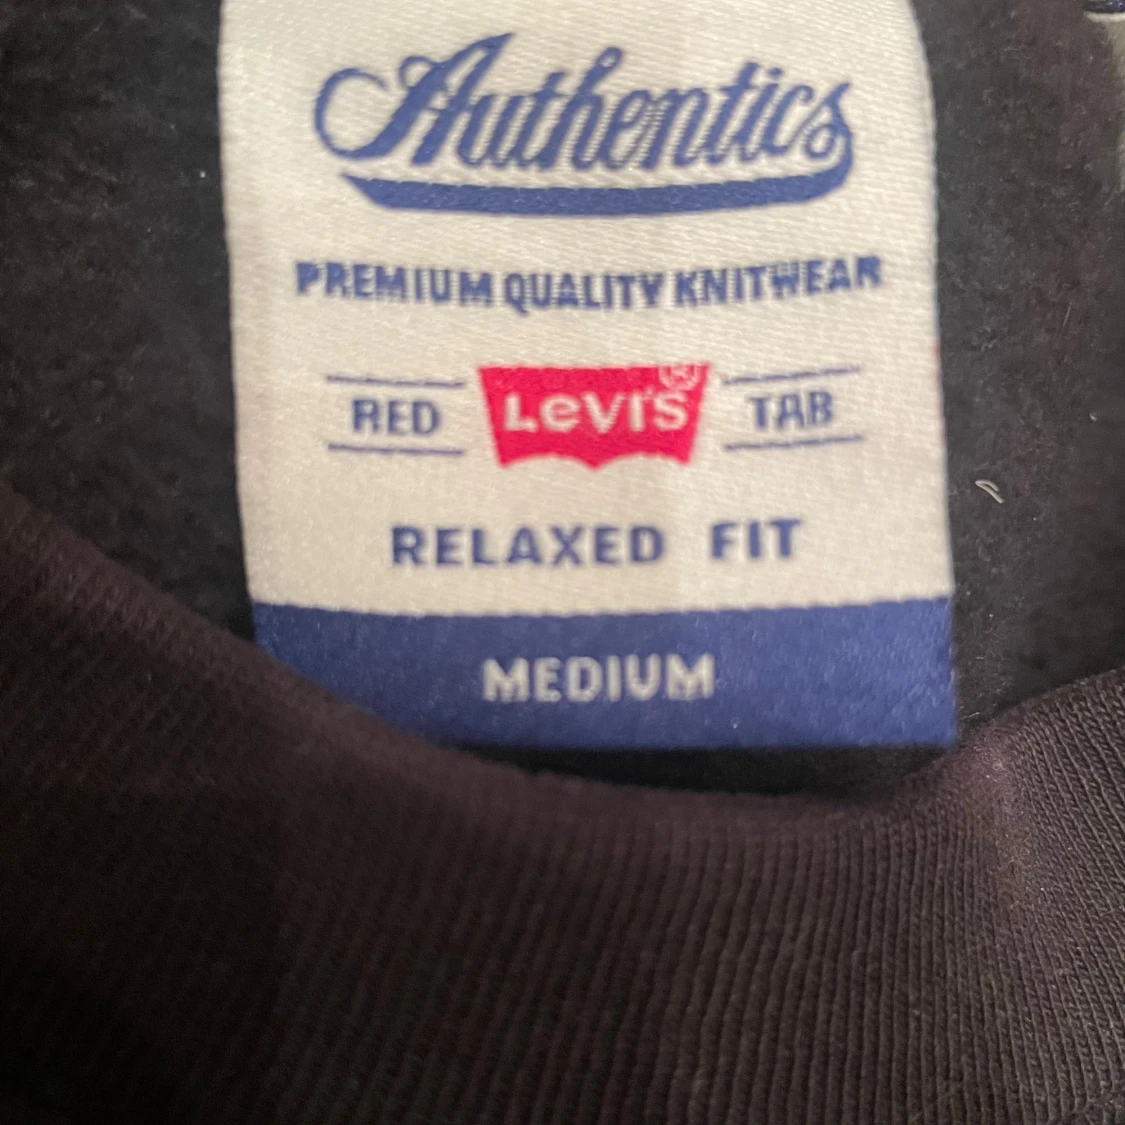 Authentics
PREMIUM QUALITY KNITWEAR
RED LEVI'S® TAB
RELAXED FIT
MEDIUM